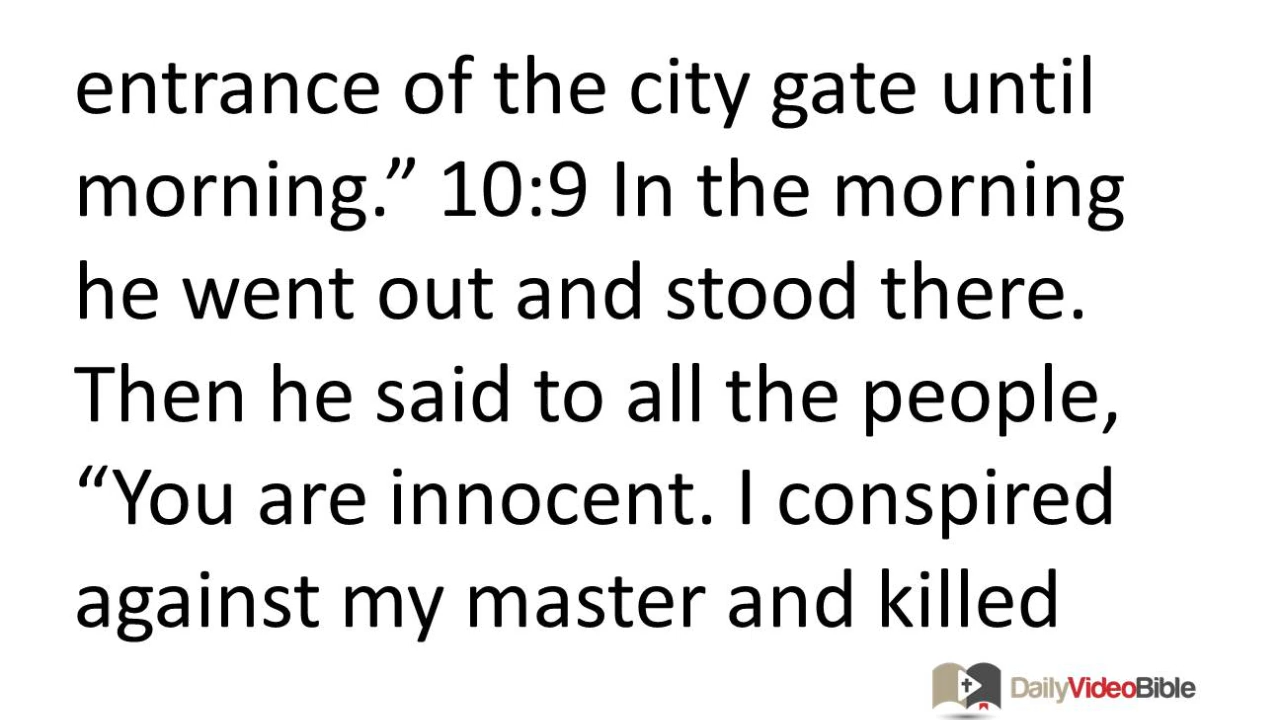 entrance of the city gate until
morning.” 10:9 In the morning
he went out and stood there.
Then he said to all the people,
“You are innocent. I conspired
against my master and killed
DailyVideoBible